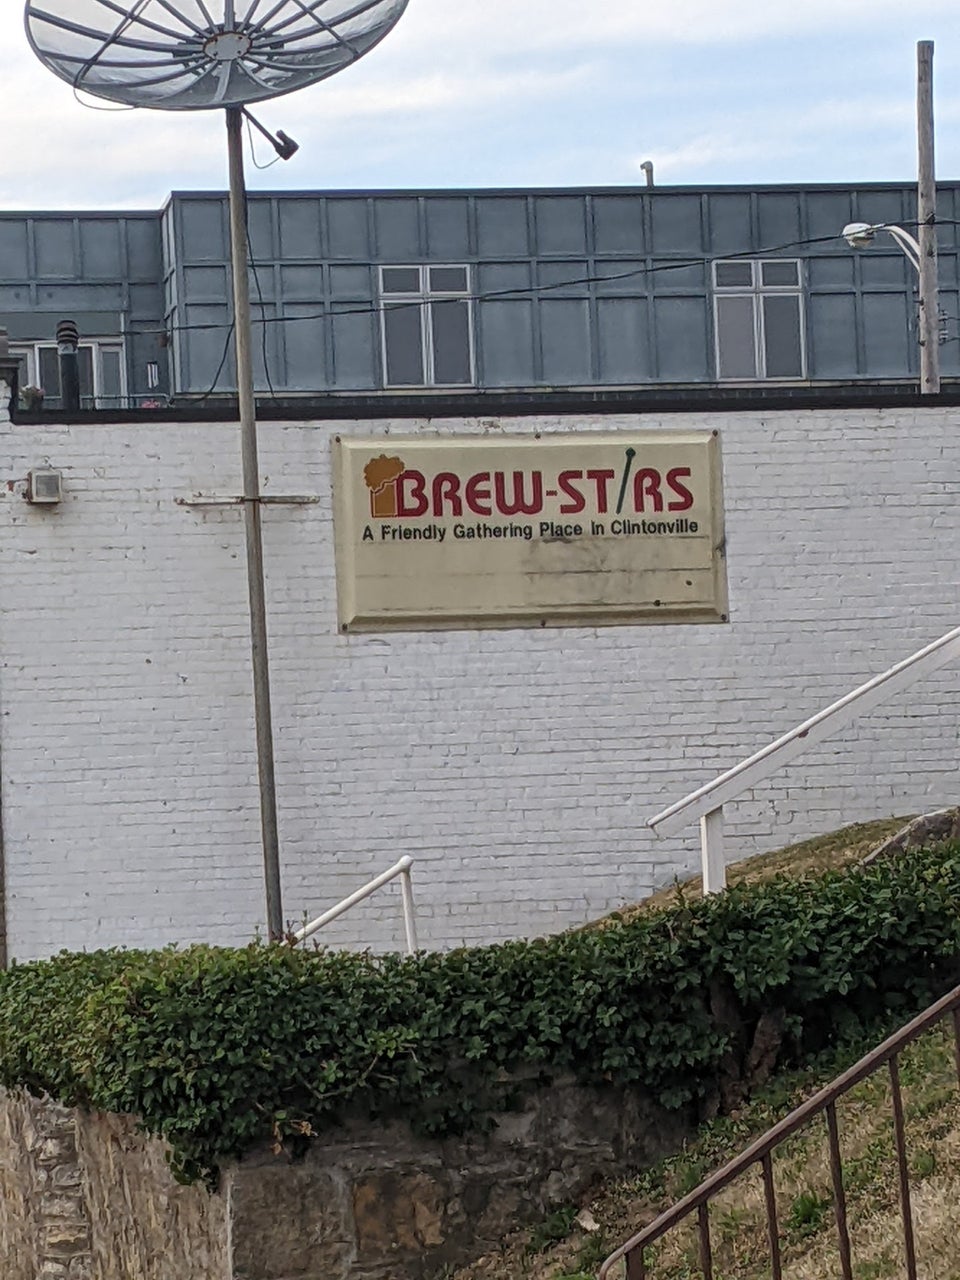 BREW-STIRS
A Friendly Gathering Place in Clintonville